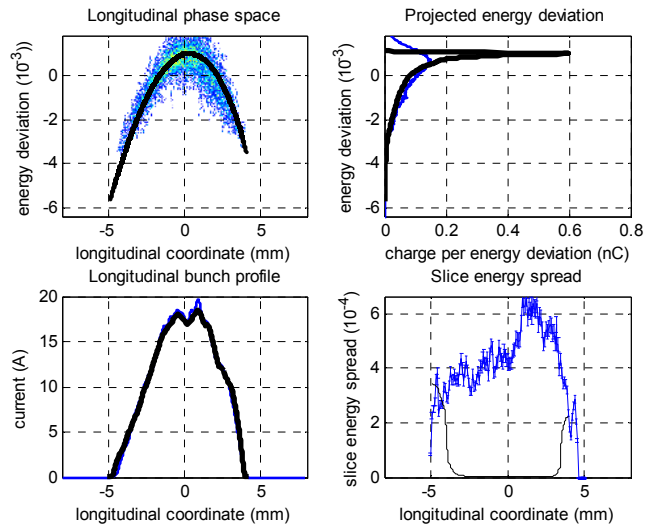 Longitudinal phase space
energy deviation (10-3))
0
-2
-4
-6
-5 0 5
longitudinal coordinate (mm)
Projected energy deviation
energy deviation (10-3)
0
-2
-4
-6
0 0.2 0.4 0.6 0.8
charge per energy deviation (nC)
Longitudinal bunch profile
current (A)
20
15
10
5
0
-5 0 5
longitudinal coordinate (mm)
Slice energy spread
slice energy spread (10-4)
6
4
2
0
-5 0 5
longitudinal coordinate (mm)